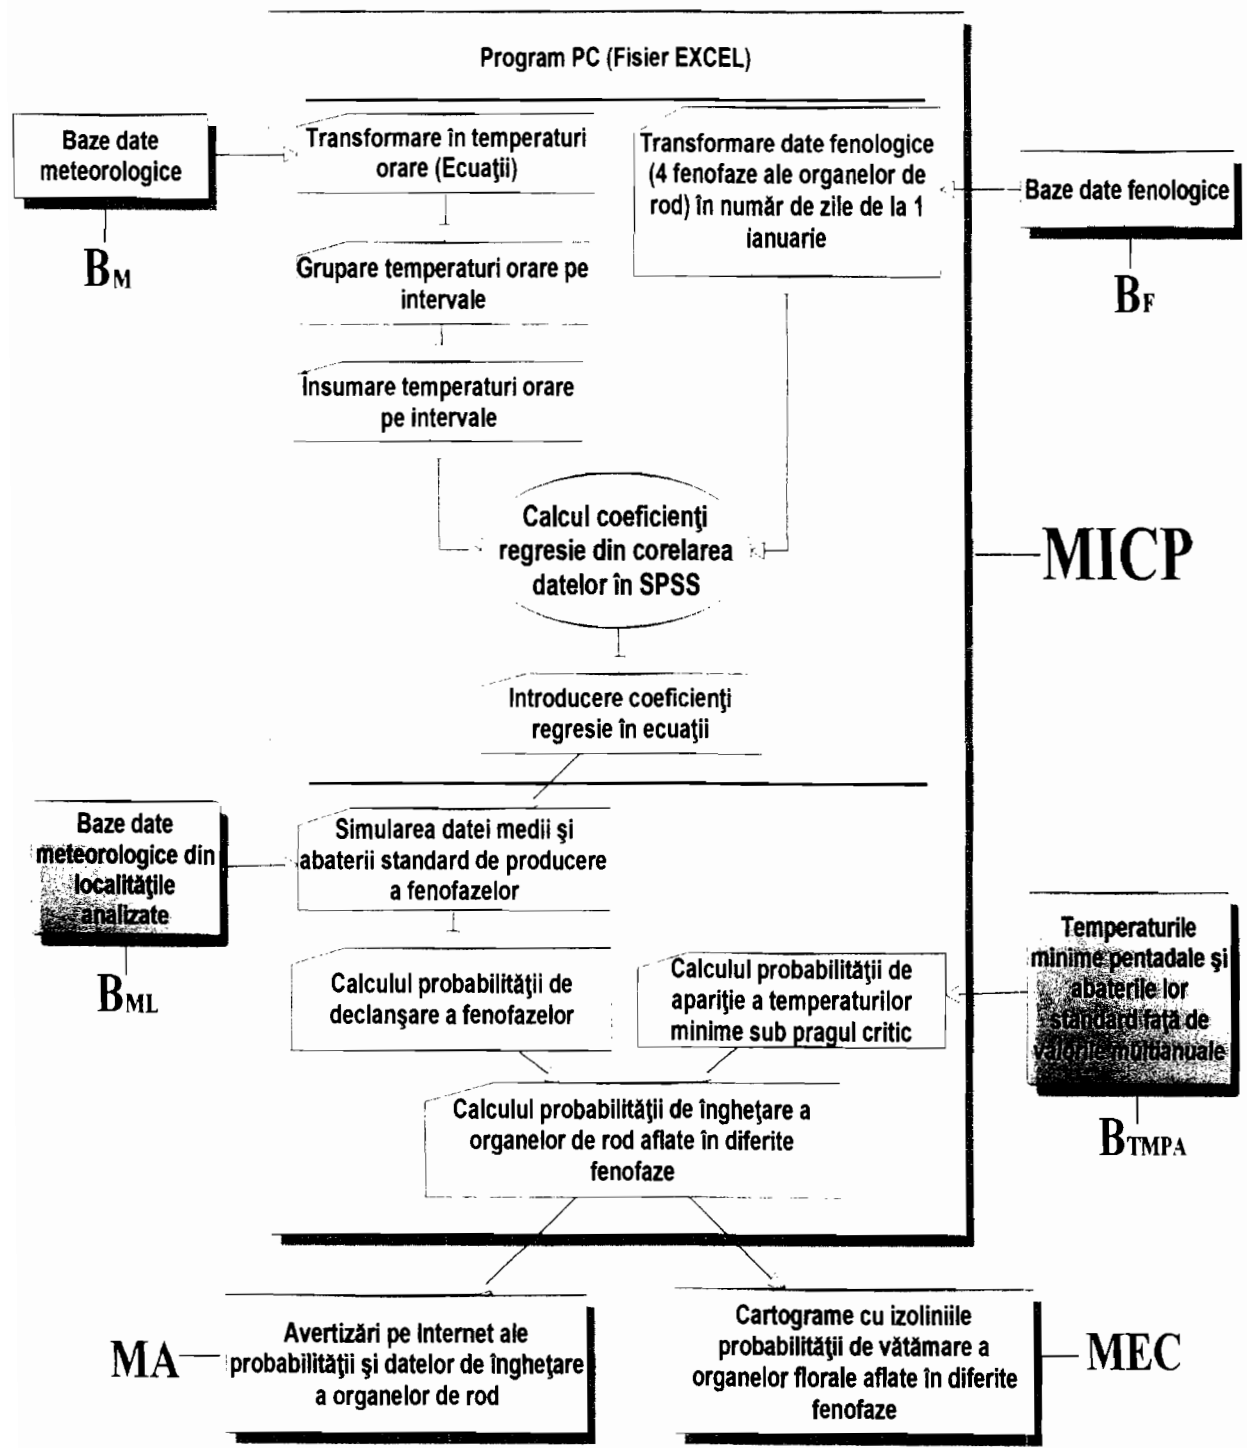 Program PC (Fisier EXCEL)
Baze date
meteorologice
BM
Transformare în temperaturi
orare (Ecuaţii)
Transformare date fenologice
(4 fenofaze ale organelor de
rod) în număr de zile de la 1
ianuarie
Baze date fenologice
BF
Grupare temperaturi orare pe
intervale
Insumare temperaturi orare
pe intervale
Calcul coeficienţi
regresie din corelarea
datelor în SPSS
MICP
Introducere coeficienţi
regresie în ecuaţii
Baze date
meteorologice din
localităţile
analizate
BML
Simularea datei medii şi
abaterii standard de producere
a fenofazelor
Calculul probabilităţii de
declanşare a fenofazelor
Calculul probabilităţii de
apariţie a temperaturilor
minime sub pragul critic
Temperaturile
minime pentadale şi
abaterile lor
standard faţă de
valorile multianuale
BTMPA
Calculul probabilităţii de îngheţare a
organelor de rod aflate în diferite
fenofaze
MA
Avertizări pe Internet ale
probabilităţii şi datelor de îngheţare
a organelor de rod
Cartograme cu izoliniile
probabilităţii de vătămare a
organelor florale aflate în diferite
fenofaze
MEC